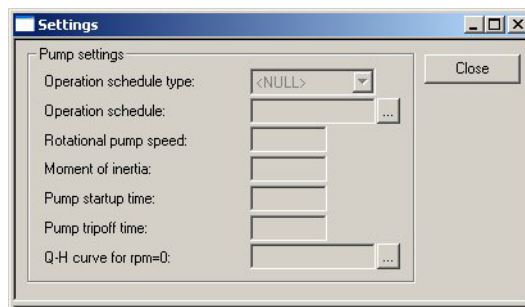 Settings
Pump settings
Close
Operation schedule type: <NULL>
Operation schedule: ...
Rotational pump speed:
Moment of inertia:
Pump startup time:
Pump tripoff time:
Q-H curve for rpm=0: ...